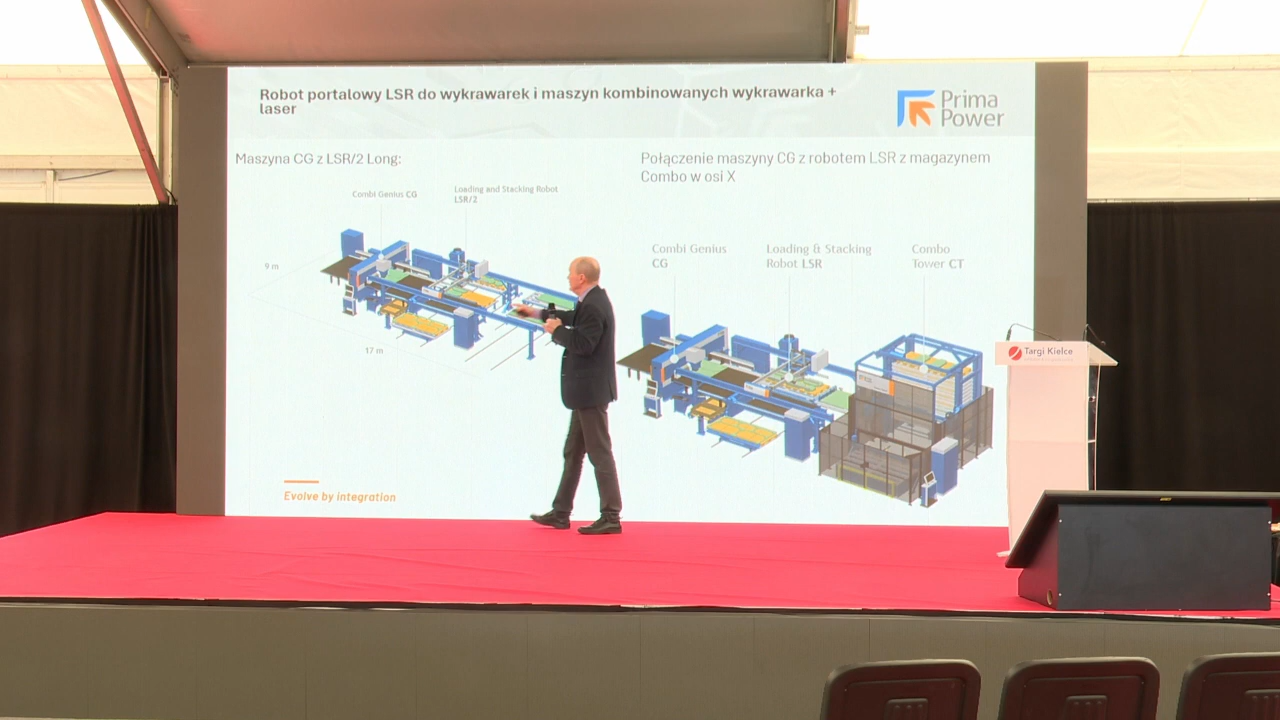 Robot portalowy LSR do wykrawarek i maszyn kombinowanych wykrawarka +
laser
Prima
Power
Maszyna CG z LSR/2 Long:
Combi Genius CG
Loading and Stacking Robot
LSR/2
9 m
17 m
Połączenie maszyny CG z robotem LSR z magazynem
Combo w osi X
Combi Genius
CG
Loading & Stacking
Robot LSR
Combo
Tower CT
Evolve by integration
Targi Kielce